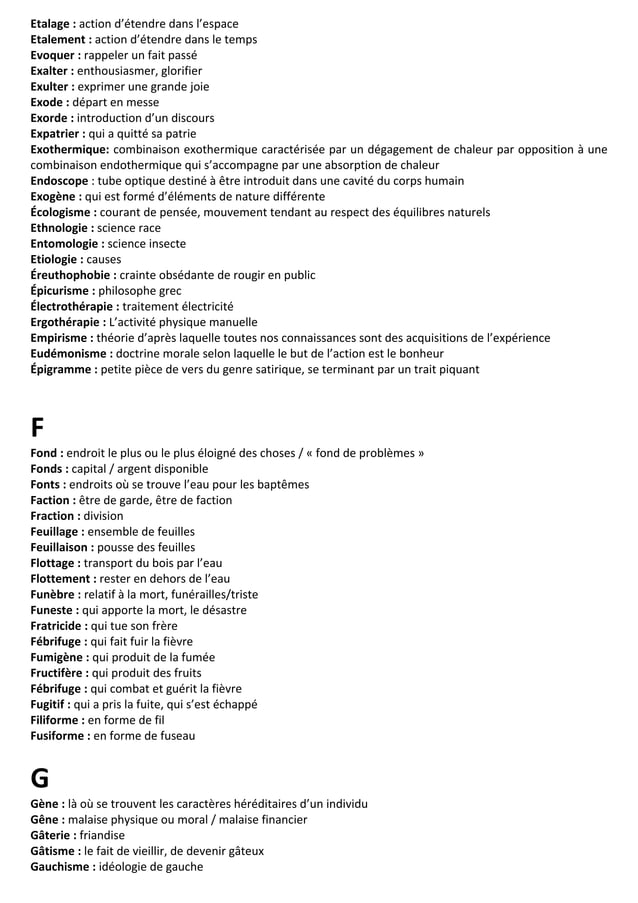 Etalage : action d’étendre dans l’espace
Etalement : action d’étendre dans le temps
Evoquer : rappeler un fait passé
Exalter : enthousiasmer, glorifier
Exulter : exprimer une grande joie
Exode : départ en messe
Exorde : introduction d’un discours
Expatrier : qui a quitté sa patrie
Exothermique: combinaison exothermique caractérisée par un dégagement de chaleur par opposition à une
combinaison endothermique qui s’accompagne par une absorption de chaleur
Endoscope : tube optique destiné à être introduit dans une cavité du corps humain
Exogène : qui est formé d’éléments de nature différente
Écologisme : courant de pensée, mouvement tendant au respect des équilibres naturels
Ethnologie : science race
Entomologie : science insecte
Etiologie : causes
Éreuthophobie : crainte obsédante de rougir en public
Épicurisme : philosophe grec
Électrothérapie : traitement électricité
Ergothérapie : L’activité physique manuelle
Empirisme : théorie d’après laquelle toutes nos connaissances sont des acquisitions de l’expérience
Eudémonisme : doctrine morale selon laquelle le but de l’action est le bonheur
Épigramme : petite pièce de vers du genre satirique, se terminant par un trait piquant
F
Fond : endroit le plus ou le plus éloigné des choses / « fond de problèmes »
Fonds : capital / argent disponible
Fonts : endroits où se trouve l’eau pour les baptêmes
Faction : être de garde, être de faction
Fraction : division
Feuillage : ensemble de feuilles
Feuillaison : pousse des feuilles
Flottage : transport du bois par l’eau
Flottement : rester en dehors de l’eau
Funèbre : relatif à la mort, funérailles/triste
Funeste : qui apporte la mort, le désastre
Fratricide : qui tue son frère
Fébrifuge : qui fait fuir la fièvre
Fumigène : qui produit de la fumée
Fructifère : qui produit des fruits
Fébrifuge : qui combat et guérit la fièvre
Fugitif : qui a pris la fuite, qui s’est échappé
Filiforme : en forme de fil
Fusiforme : en forme de fuseau
G
Gène : là où se trouvent les caractères héréditaires d’un individu
Gêne : malaise physique ou moral / malaise financier
Gâterie : friandise
Gâtisme : le fait de vieillir, de devenir gâteux
Gauchisme : idéologie de gauche